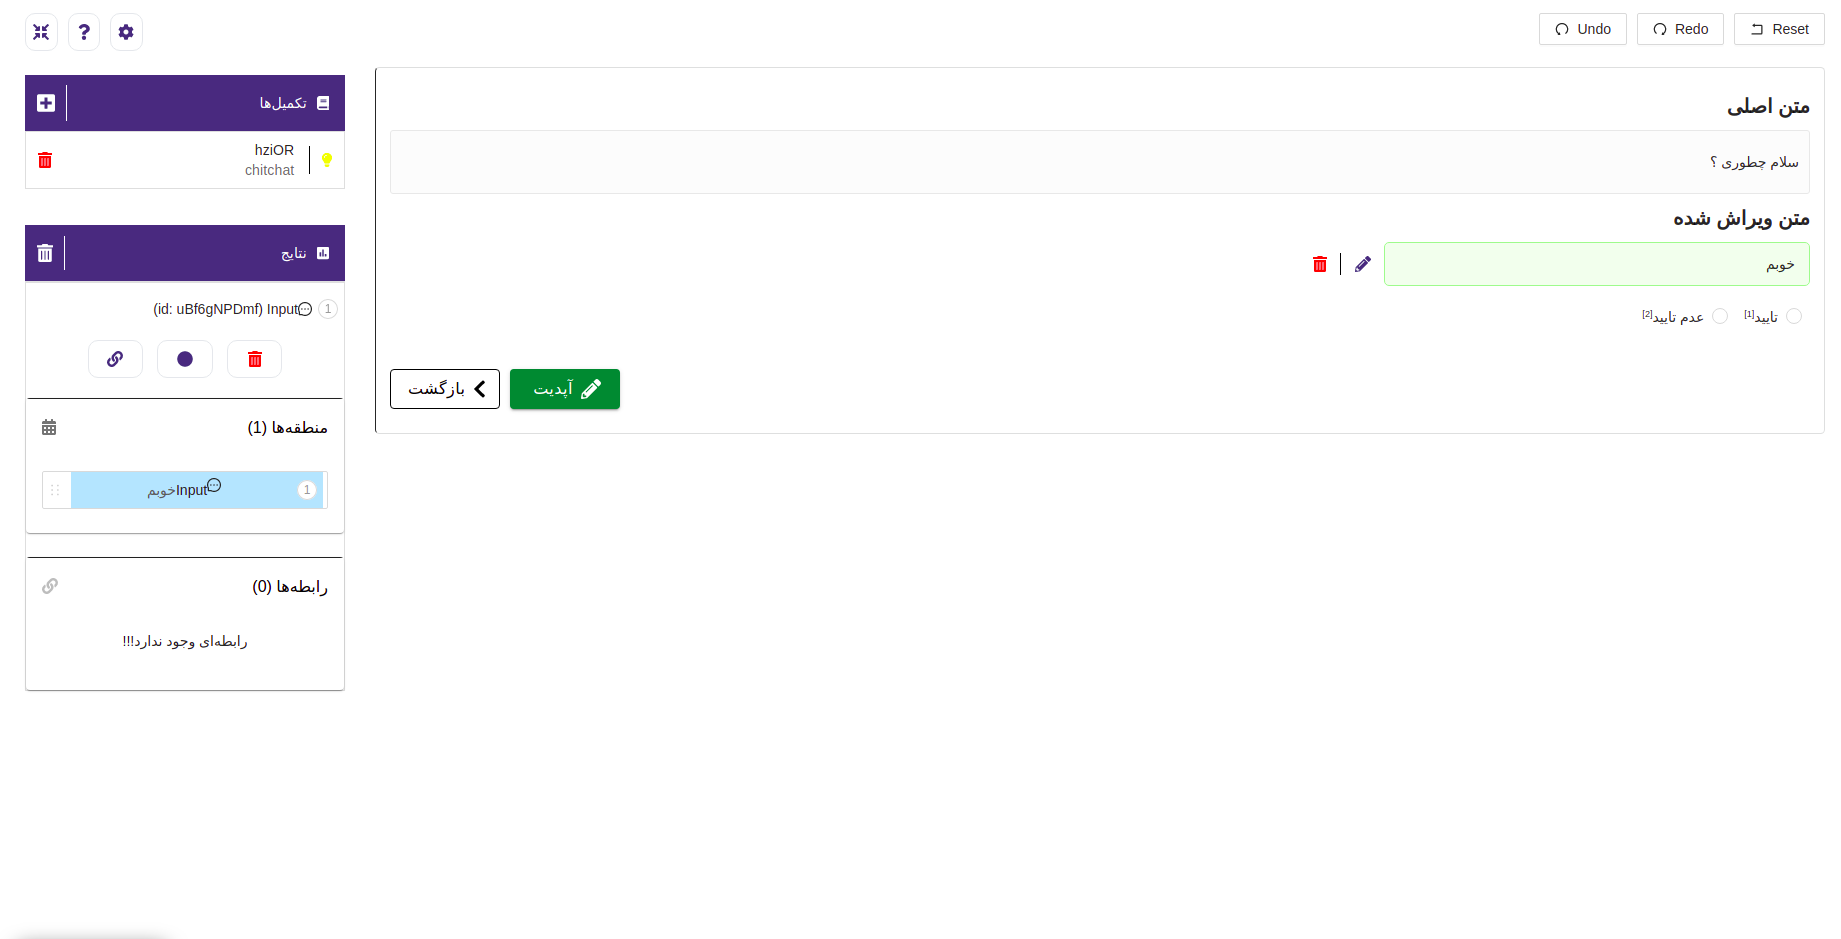 Undo
Redo
Reset
تکمیل‌ها
hziOR
chitchat
نتایج
1 Input (id: uBf6gNPDmf)
منطقه‌ها (1)
1 Input خوبم
رابطه‌ها (0)
رابطه‌ای وجود ندارد!!!
متن اصلی
سلام چطوری ؟
متن ویراش شده
خوبم
تایید[1] عدم تایید[2]
آپدیت
بازگشت